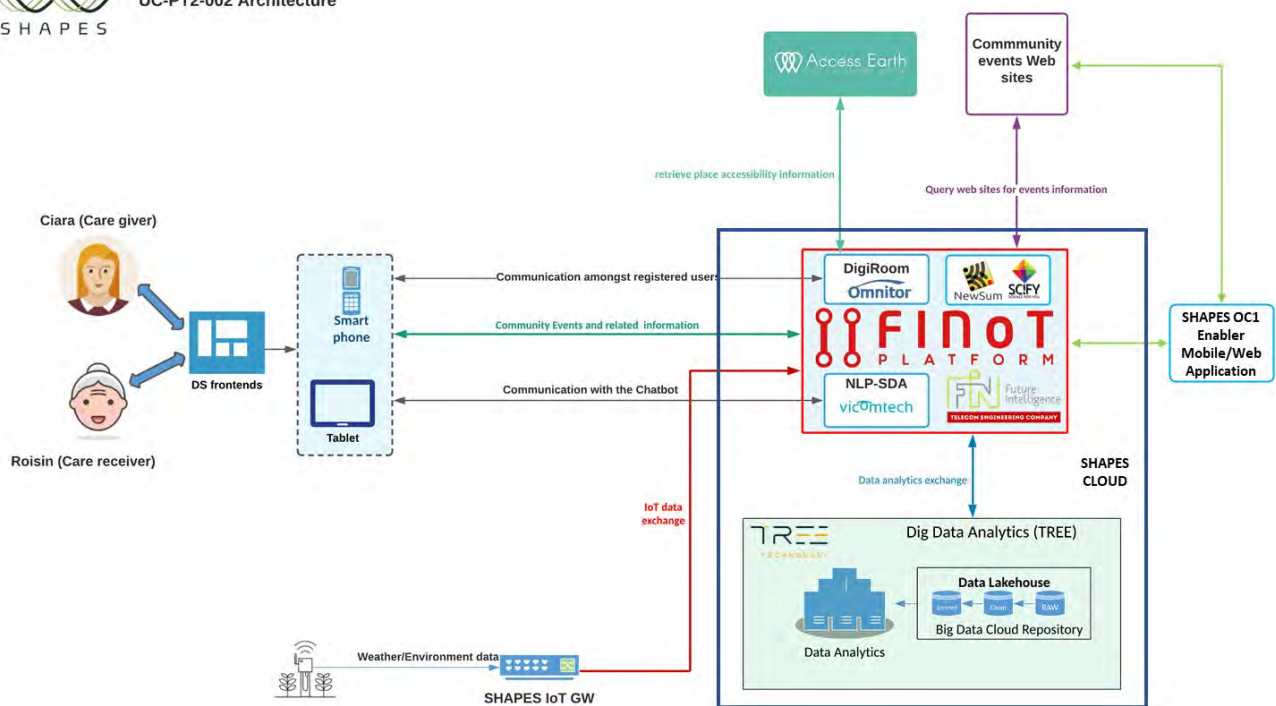 UC-PT2-002 Architecture
SHAPES
Access Earth
Commmunity
events Web
sites
retrieve place accessibility information
Query web sites for events information
Ciara (Care giver)
DigiRoom
Omnitor
NewSum
SCIFY
Communication amongst registered users
Smart
phone
Community Events and related information
FINoT
PLATFORM
SHAPES OC1
Enabler
Mobile/Web
Application
DS frontends
Communication with the Chatbot
NLP-SDA
vicomtech
FIN
Future
Intelligence
TELECOM ENGINEERING COMPANY
Tablet
Roisin (Care receiver)
SHAPES
CLOUD
Data analytics exchange
IoT data
exchange
TREE
TECHNOLOGY
Dig Data Analytics (TREE)
Data Lakehouse
Clean
RAW
Big Data Cloud Repository
Data Analytics
Weather/Environment data
SHAPES IoT GW